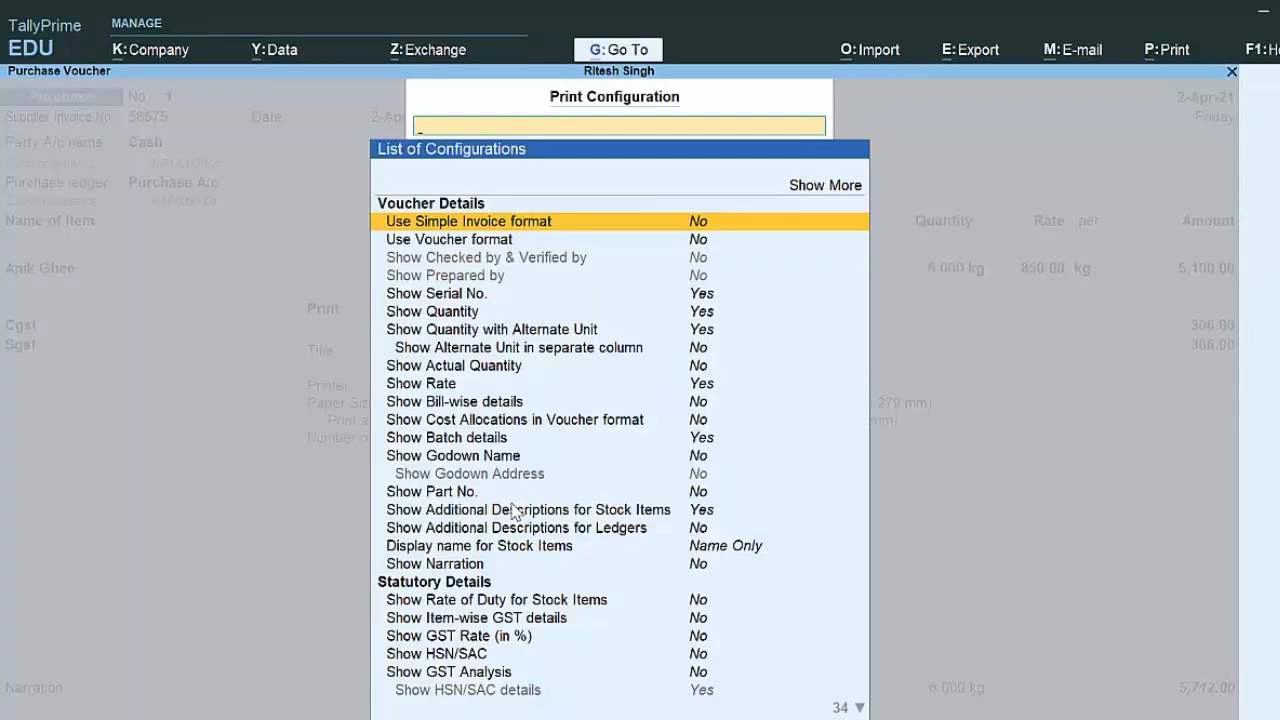 TallyPrime
EDU
MANAGE
K:Company Y:Data Z:Exchange G:Go To O:Import E:Export M:E-mail P:Print
Purchase Voucher Ritesh Singh
Purchase No. 1 2-Apr-21
Supplier Invoice No. 56575 Date Friday
Party A/c name Cash
Purchase ledger Purchase A/c
Name of Item Quantity Rate per Amount
Anik Ghee 6.000 kg 850.00 kg 5,100.00
Cgst 306.00
Sgst 306.00
Print
Title
Printer
Narration 6.000 kg 5,712.00
Print Configuration
List of Configurations
Show More
Voucher Details
Use Simple Invoice format No
Use Voucher format No
Show Checked by & Verified by No
Show Prepared by No
Show Serial No. Yes
Show Quantity Yes
Show Quantity with Alternate Unit Yes
Show Alternate Unit in separate column No
Show Actual Quantity No
Show Rate Yes
Show Bill-wise details No
Show Cost Allocations in Voucher format No
Show Batch details Yes
Show Godown Name No
Show Godown Address No
Show Part No. No
Show Additional Descriptions for Stock Items Yes
Show Additional Descriptions for Ledgers No
Display name for Stock Items Name Only
Show Narration No
Statutory Details
Show Rate of Duty for Stock Items No
Show Item-wise GST details No
Show GST Rate (in %) No
Show HSN/SAC No
Show GST Analysis No
Show HSN/SAC details Yes
34 ▼